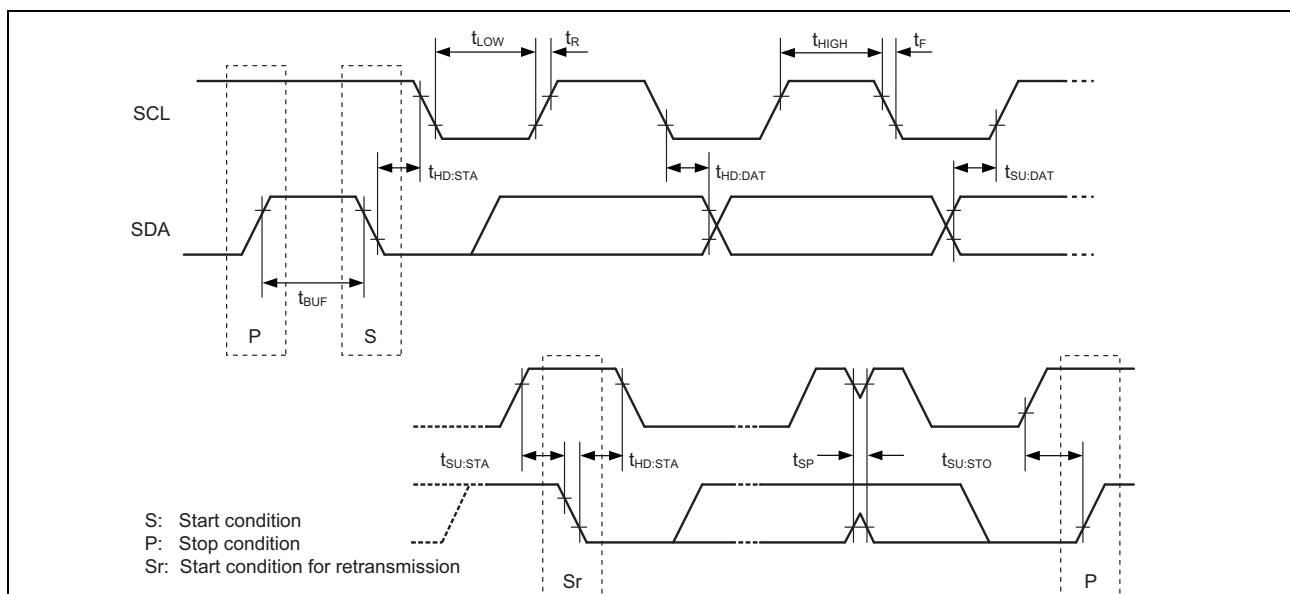 tLOW
tR
tHIGH
tF
SCL
tHD:STA
tHD:DAT
tSU:DAT
SDA
tBUF
P
S
tSU:STA
tHD:STA
tSP
tSU:STO
S: Start condition
P: Stop condition
Sr: Start condition for retransmission
Sr
P